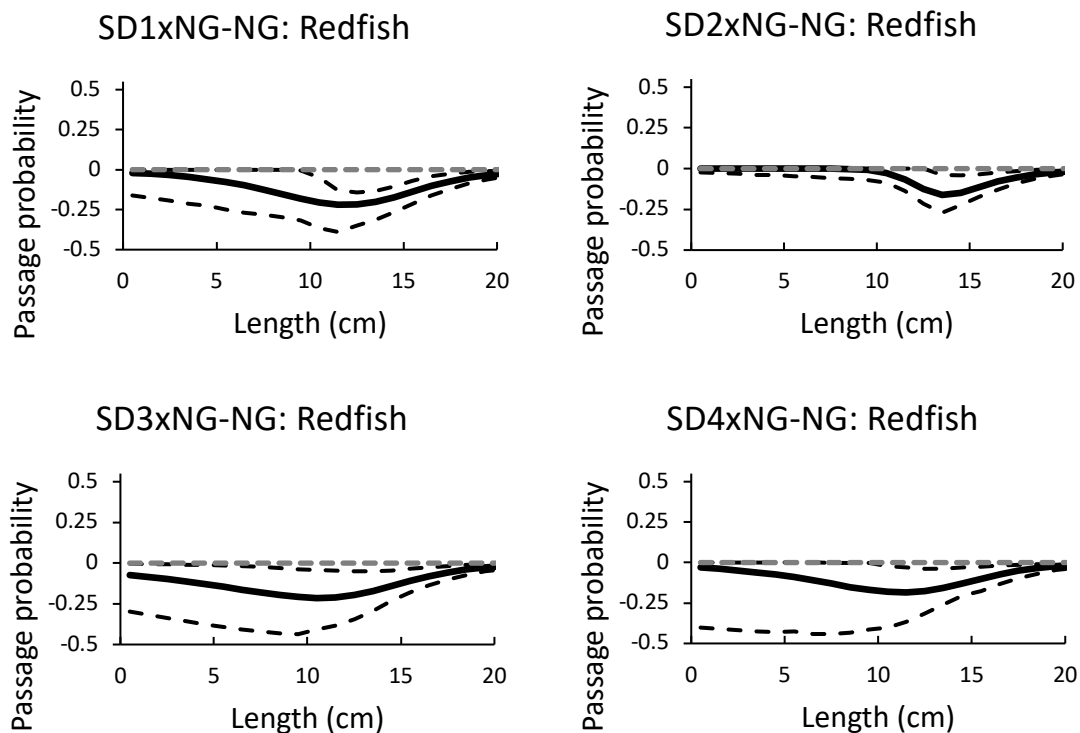 SD1xNG-NG: Redfish
Passage probability
0.5
0.25
0
-0.25
-0.5
0 5 10 15 20
Length (cm)
SD2xNG-NG: Redfish
Passage probability
0.5
0.25
0
-0.25
-0.5
0 5 10 15 20
Length (cm)
SD3xNG-NG: Redfish
Passage probability
0.5
0.25
0
-0.25
-0.5
0 5 10 15 20
Length (cm)
SD4xNG-NG: Redfish
Passage probability
0.5
0.25
0
-0.25
-0.5
0 5 10 15 20
Length (cm)